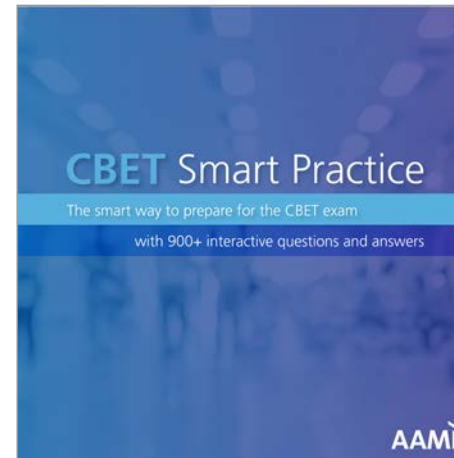 CBET Smart Practice
The smart way to prepare for the CBET exam
with 900+ interactive questions and answers
AAMI